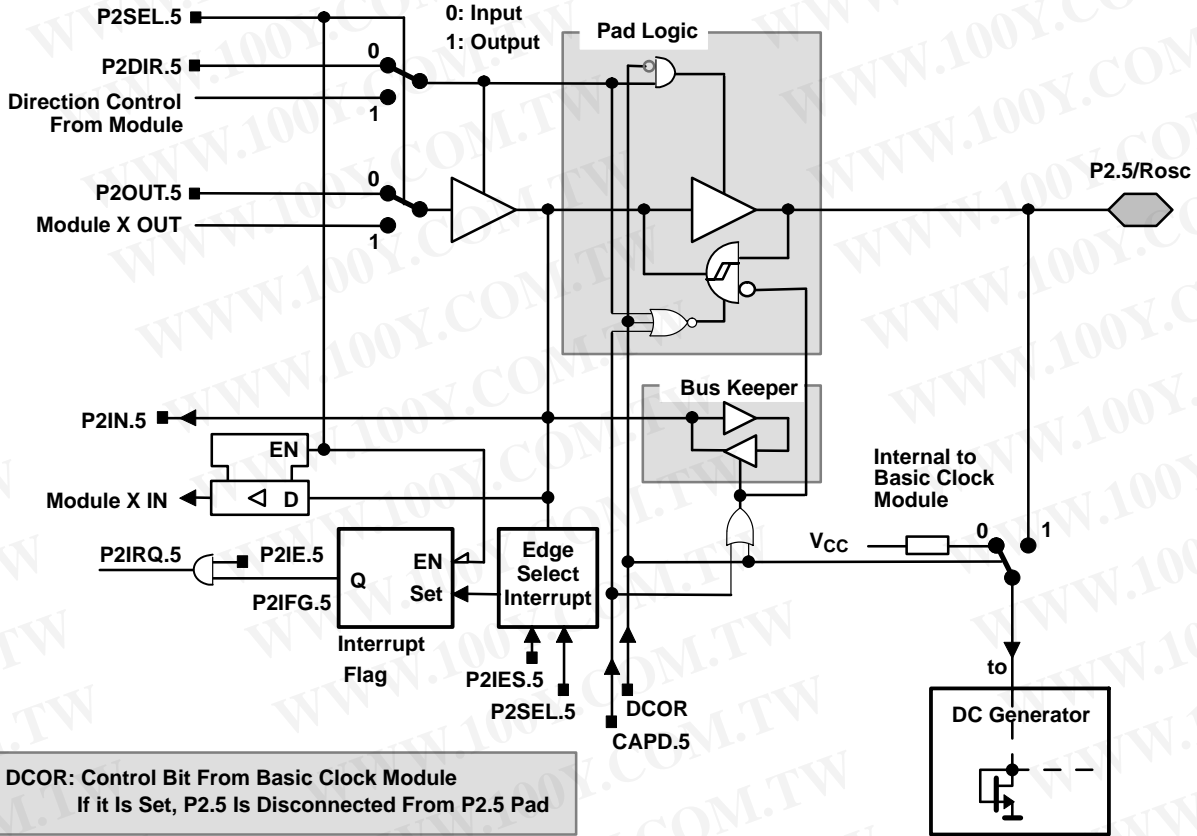 P2SEL.5
0: Input
1: Output
Pad Logic
P2DIR.5
0
Direction Control
From Module
1
P2OUT.5
0
Module X OUT
1
P2.5/Rosc
Bus Keeper
P2IN.5
EN
Module X IN
D
Internal to
Basic Clock
Module
VCC
0
1
P2IRQ.5
P2IE.5
P2IFG.5
Q
EN
Set
Interrupt
Flag
Edge
Select
Interrupt
P2IES.5
P2SEL.5
DCOR
CAPD.5
to
DC Generator
DCOR: Control Bit From Basic Clock Module
If it Is Set, P2.5 Is Disconnected From P2.5 Pad
WWW.100Y.COM.TW